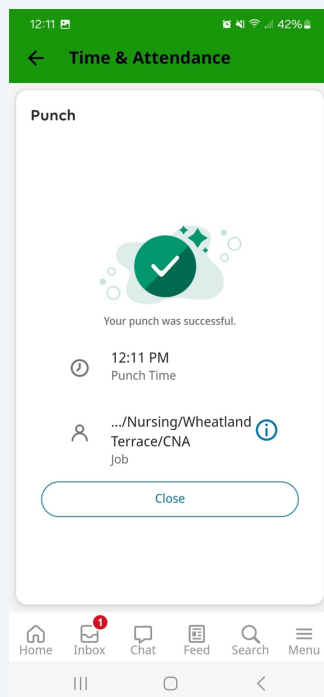 12:11 42%
Time & Attendance
Punch
Your punch was successful.
12:11 PM
Punch Time
.../Nursing/Wheatland
Terrace/CNA
Job
Close
1
Home Inbox Chat Feed Search Menu